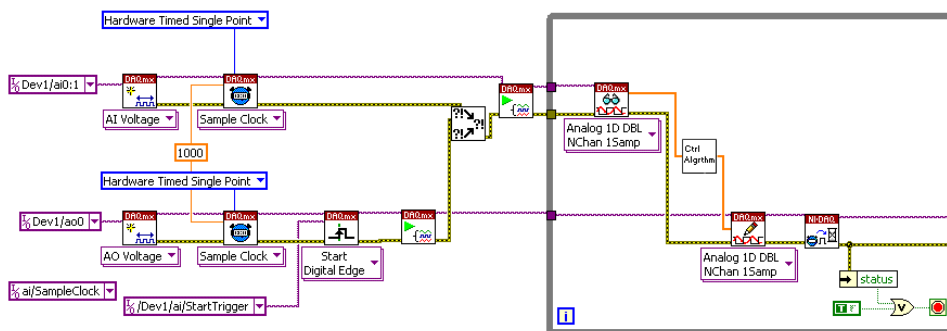 Hardware Timed Single Point
DAQmx
DAQmx
Dev1/ai0:1
AI Voltage
Sample Clock
?!
?!
?!
DAQmx
DAQmx
Analog 1D DBL
NChan 1Samp
1000
Ctrl
Algrthm
Hardware Timed Single Point
DAQmx
DAQmx
DAQmx
DAQmx
Dev1/ao0
AO Voltage
Sample Clock
Start
Digital Edge
DAQmx
NI-DAQ
Analog 1D DBL
NChan 1Samp
ai/SampleClock
/Dev1/ai/StartTrigger
status
T F
V
i